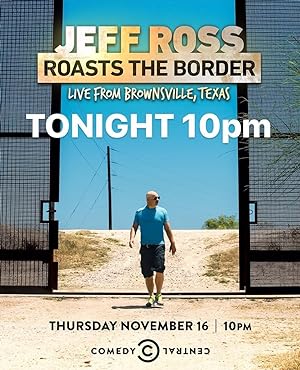 JEFF ROSS
ROASTS THE BORDER
LIVE FROM BROWNSVILLE, TEXAS
TONIGHT 10pm
THURSDAY NOVEMBER 16 | 10PM
COMEDY C CENTRAL